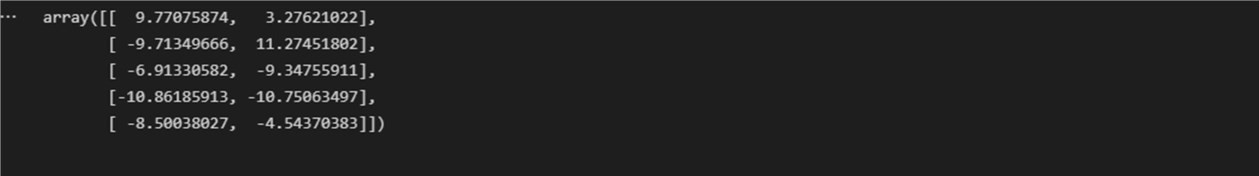 ... array([[  9.77075874,   3.27621022],
       [ -9.71349666,  11.27451802],
       [ -6.91330582,  -9.34755911],
       [-10.86185913, -10.75063497],
       [ -8.50038027,  -4.54370383]])